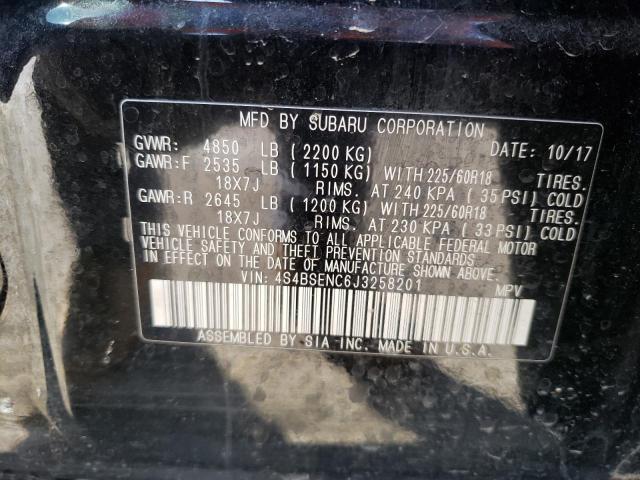 MFD BY SUBARU CORPORATION DATE: 10/17
GVWR: 4850 LB (2200 KG)
GAWR:F 2535 LB (1150 KG) WITH 225/60R18 TIRES.
18X7J RIMS. AT 240 KPA (35 PSI) COLD
GAWR:R 2645 LB (1200 KG) WITH 225/60R18 TIRES.
18X7J RIMS. AT 230 KPA (33 PSI) COLD
THIS VEHICLE CONFORMS TO ALL APPLICABLE FEDERAL MOTOR
VEHICLE SAFETY AND THEFT PREVENTION STANDARDS
IN EFFECT ON THE DATE OF MANUFACTURE SHOWN ABOVE.
VIN: 4S4BSENC6J3258201 MPV
ASSEMBLED BY SIA INC. MADE IN U.S.A.